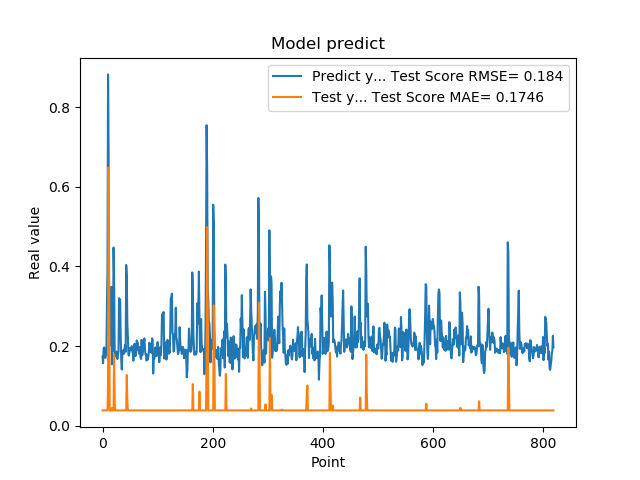 Model predict
Predict y... Test Score RMSE= 0.184
Test y... Test Score MAE= 0.1746
Real value
0.8
0.6
0.4
0.2
0.0
0 200 400 600 800
Point